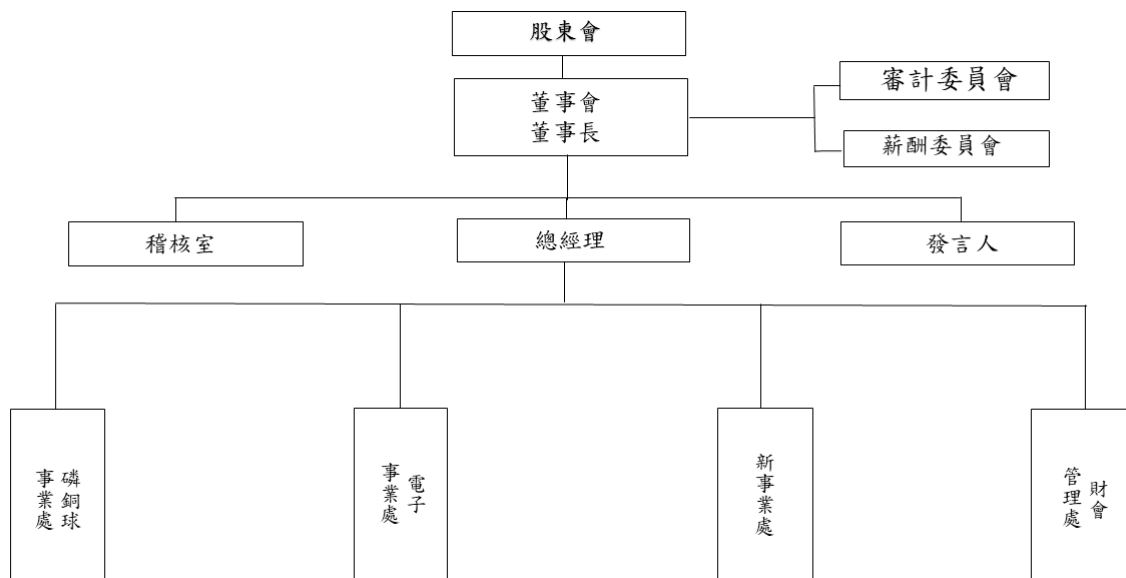 股東會
董事會
董事長
審計委員會
薪酬委員會
稽核室
總經理
發言人
磷銅球
事業處
電子
事業處
新事業處
財會
管理處